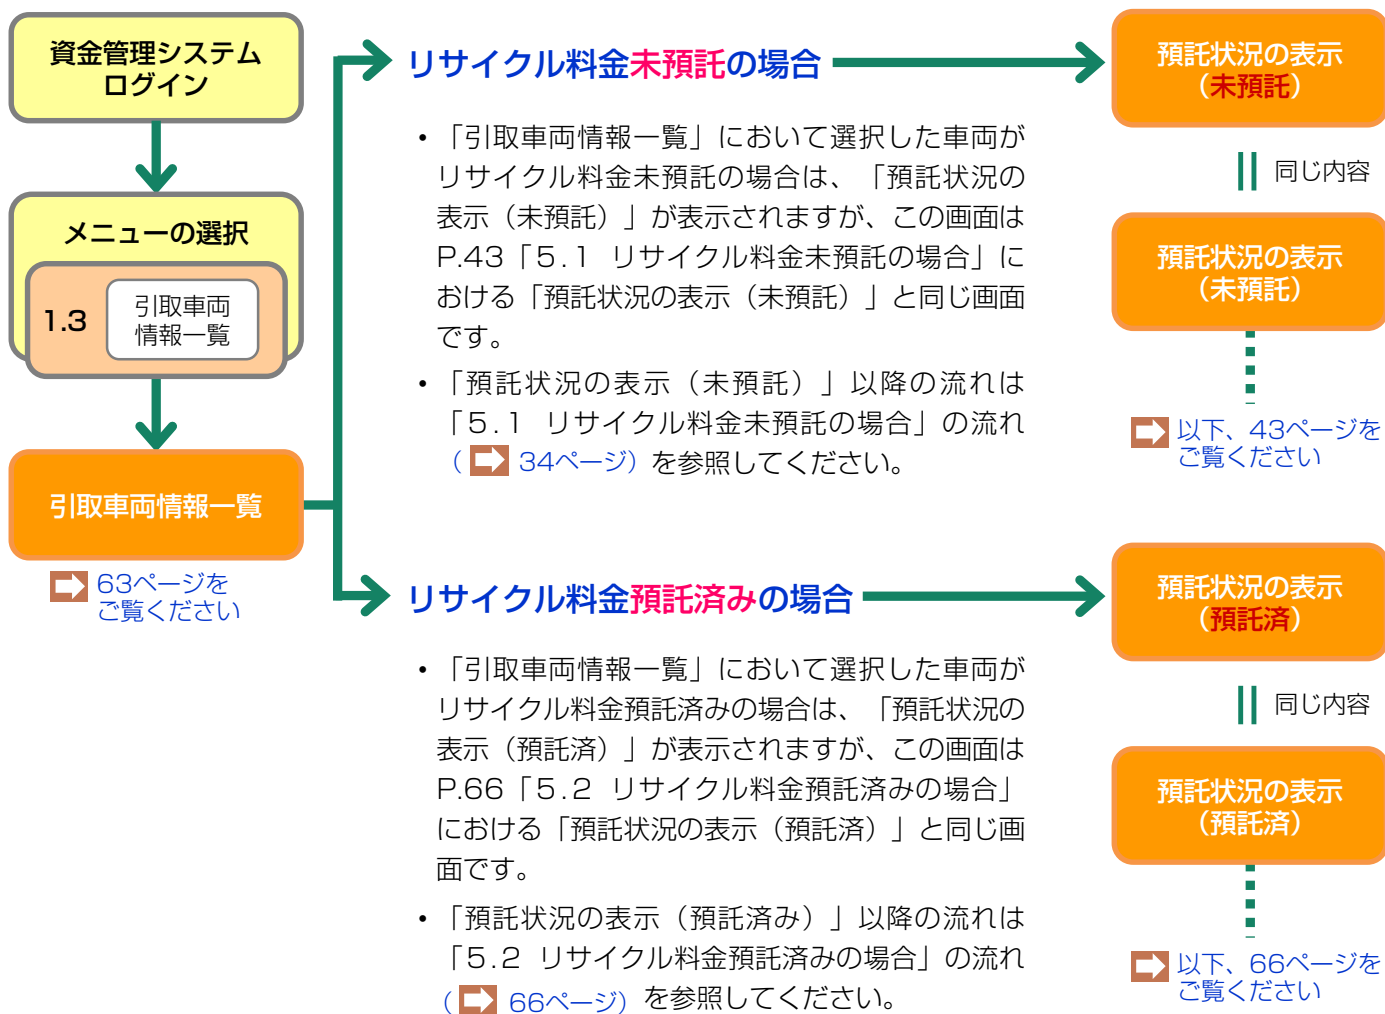 資金管理システム
ログイン
メニューの選択
1.3
引取車両
情報一覧
引取車両情報一覧
63ページを
ご覧ください
リサイクル料金未預託の場合
・「引取車両情報一覧」において選択した車両が
リサイクル料金未預託の場合は、「預託状況の
表示（未預託）」が表示されますが、この画面は
P.43「5.1 リサイクル料金未預託の場合」に
おける「預託状況の表示（未預託）」と同じ画面
です。
・「預託状況の表示（未預託）」以降の流れは
「5.1 リサイクル料金未預託の場合」の流れ
（34ページ）を参照してください。
預託状況の表示
（未預託）
同じ内容
預託状況の表示
（未預託）
以下、43ページを
ご覧ください
リサイクル料金預託済みの場合
・「引取車両情報一覧」において選択した車両が
リサイクル料金預託済みの場合は、「預託状況の
表示（預託済）」が表示されますが、この画面は
P.66「5.2 リサイクル料金預託済みの場合」
における「預託状況の表示（預託済）」と同じ画
面です。
・「預託状況の表示（預託済み）」以降の流れは
「5.2 リサイクル料金預託済みの場合」の流れ
（66ページ）を参照してください。
預託状況の表示
（預託済）
同じ内容
預託状況の表示
（預託済）
以下、66ページを
ご覧ください